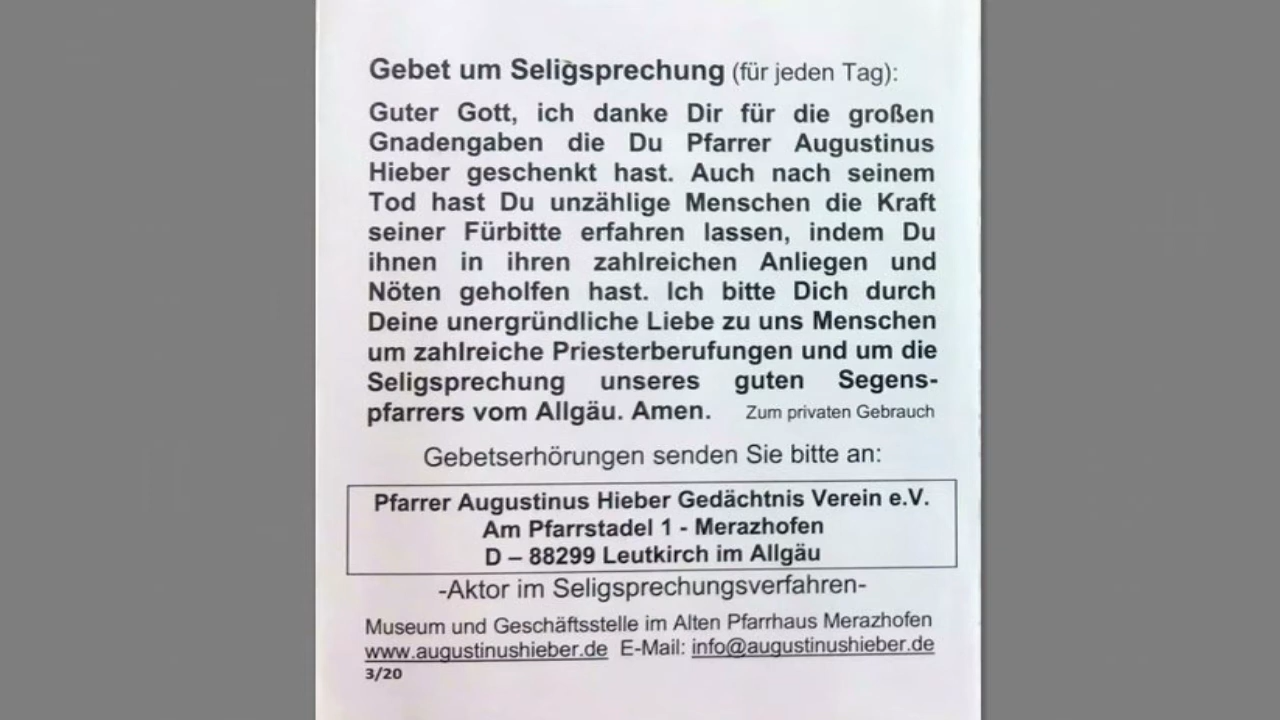 Gebet um Seligsprechung (für jeden Tag):
Guter Gott, ich danke Dir für die großen
Gnadengaben die Du Pfarrer Augustinus
Hieber geschenkt hast. Auch nach seinem
Tod hast Du unzählige Menschen die Kraft
seiner Fürbitte erfahren lassen, indem Du
ihnen in ihren zahlreichen Anliegen und
Nöten geholfen hast. Ich bitte Dich durch
Deine unergründliche Liebe zu uns Menschen
um zahlreiche Priesterberufungen und um die
Seligsprechung unseres guten Segens-
pfarrers vom Allgäu. Amen. Zum privaten Gebrauch
Gebetserhörungen senden Sie bitte an:
Pfarrer Augustinus Hieber Gedächtnis Verein e.V.
Am Pfarrstadel 1 - Merazhofen
D – 88299 Leutkirch im Allgäu
-Aktor im Seligsprechungsverfahren-
Museum und Geschäftsstelle im Alten Pfarrhaus Merazhofen
www.augustinushieber.de E-Mail: info@augustinushieber.de
3/20